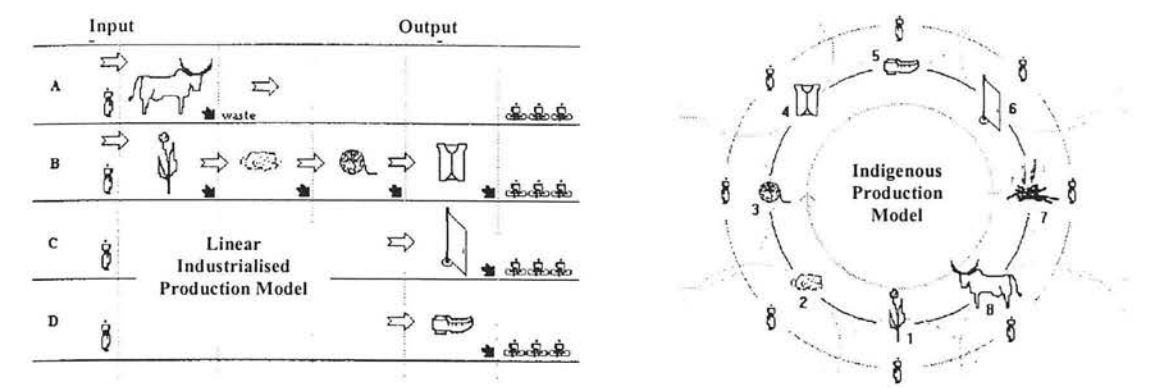 Input
Output
A
waste
B
C
Linear
Industrialised
Production Model
D
5
4
6
Indigenous
Production
Model
3
7
2
8
1